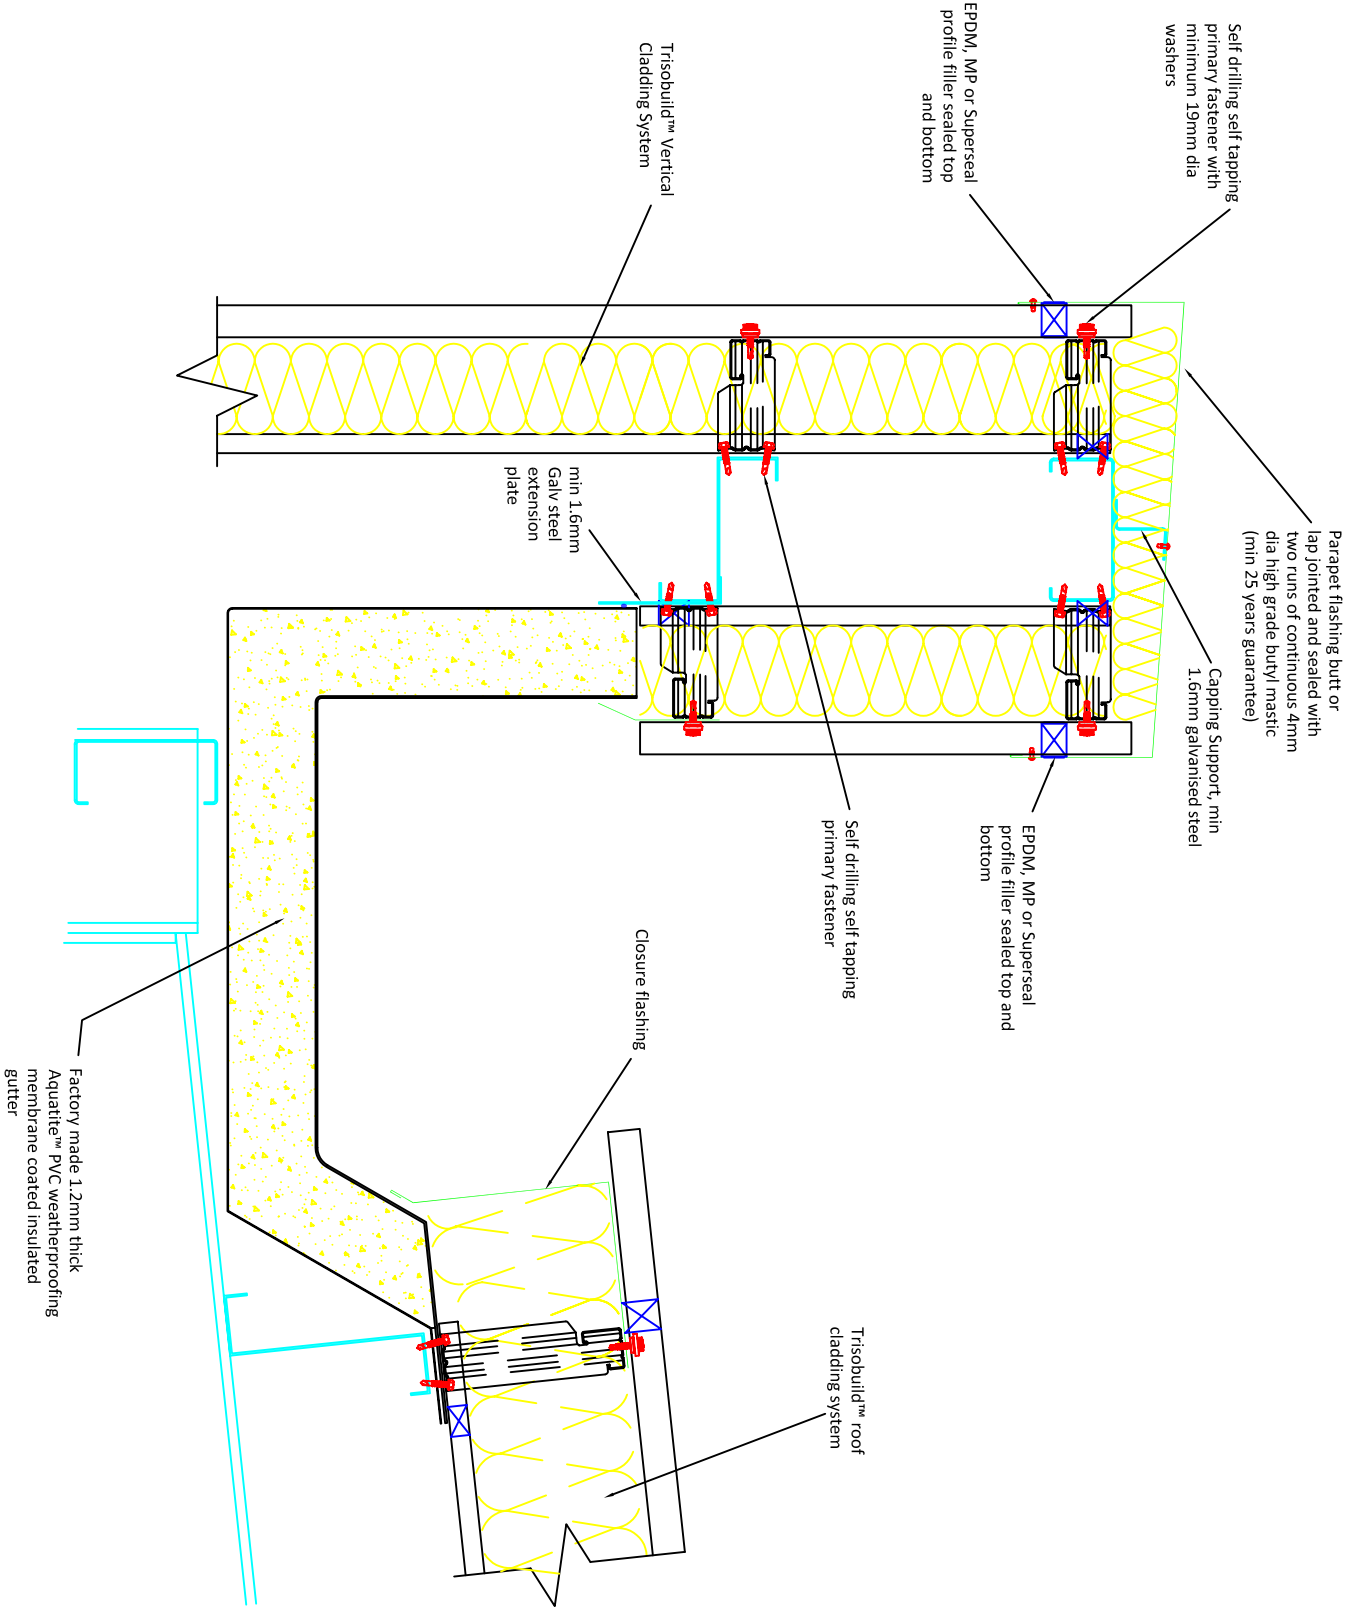 Self drilling self tapping
primary fastener with
minimum 19mm dia
washers
EPDM, MP or Superseal
profile filler sealed top
and bottom
Trisobuild™ Vertical
Cladding System
Parapet flashing butt or
lap jointed and sealed with
two runs of continuous 4mm
dia high grade butyl mastic
(min 25 years guarantee)
Capping Support, min
1.6mm galvanised steel
min 1.6mm
Galv steel
extension
plate
EPDM, MP or Superseal
profile filler sealed top and
bottom
Self drilling self tapping
primary fastener
Closure flashing
Trisobuild™ roof
cladding system
Factory made 1.2mm thick
Aquatite™ PVC weatherproofing
membrane coated insulated
gutter